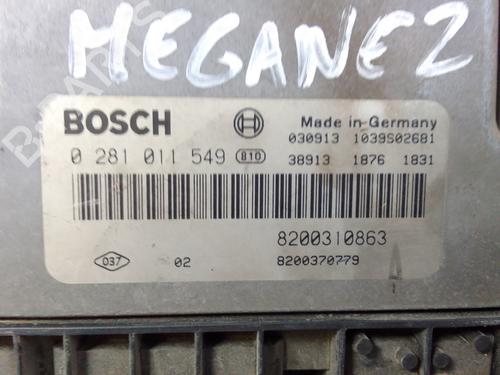 MEGANE2
BOSCH
Made in Germany
030913 1039S02681
0 281 011 549 810
38913 1876 1831
8200310863
037 02 8200370779 A